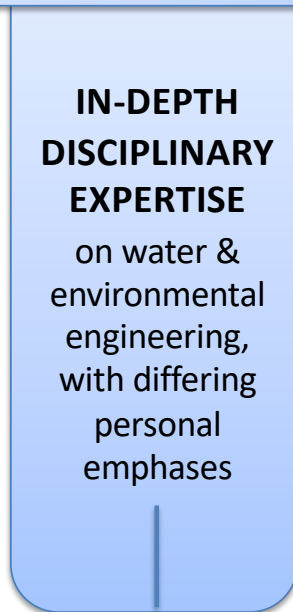 IN-DEPTH
DISCIPLINARY
EXPERTISE
on water &
environmental
engineering,
with differing
personal
emphases